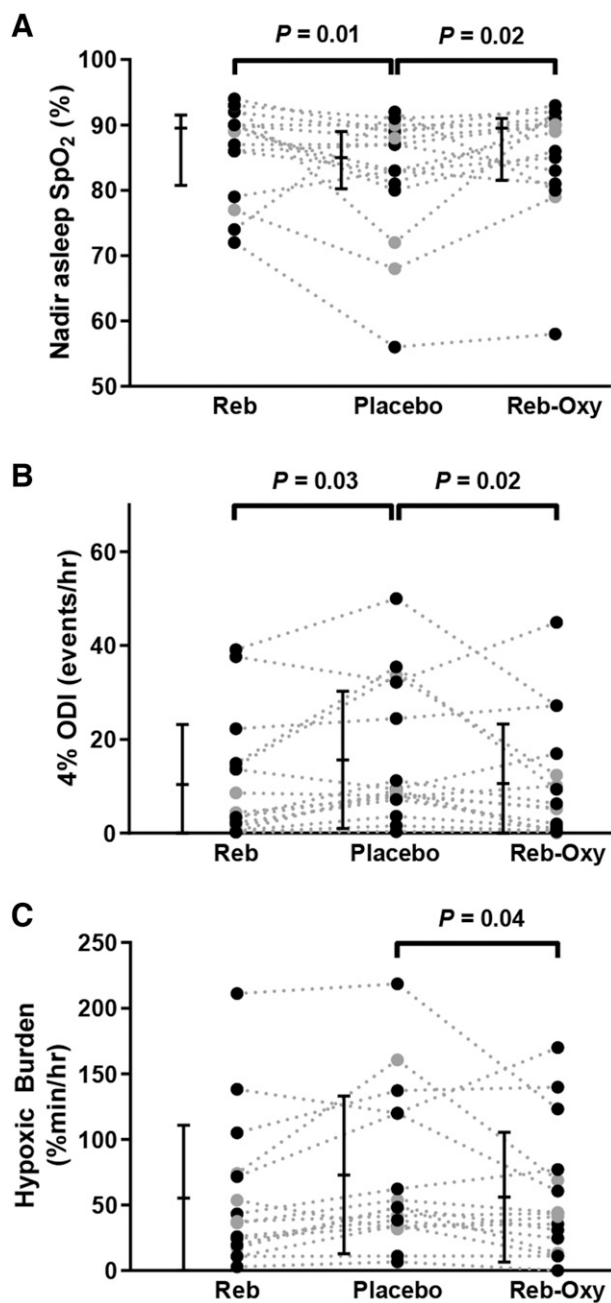 A
P = 0.01
P = 0.02
Nadir asleep SpO₂ (%)
100
90
80
70
60
50
Reb
Placebo
Reb-Oxy
B
P = 0.03
P = 0.02
4% ODI (events/hr)
60
40
20
0
Reb
Placebo
Reb-Oxy
C
P = 0.04
Hypoxic Burden
(%min/hr)
250
200
150
100
50
0
Reb
Placebo
Reb-Oxy